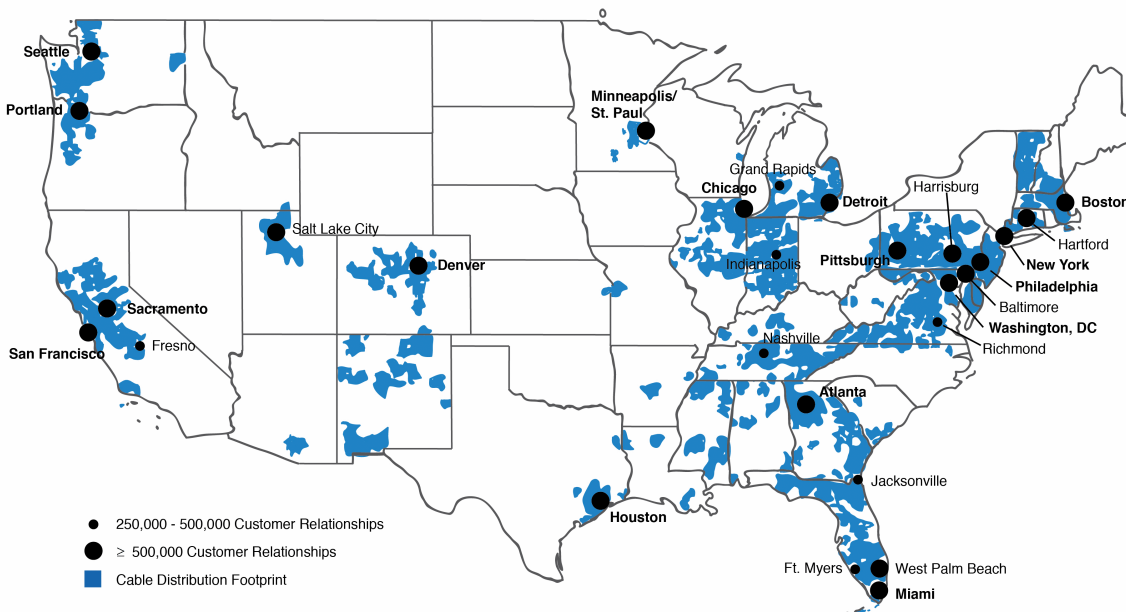 Seattle
Portland
Minneapolis/
St. Paul
Grand Rapids
Chicago
Detroit
Harrisburg
Boston
Hartford
New York
Pittsburgh
Philadelphia
Baltimore
Washington, DC
Richmond
Indianapolis
Salt Lake City
Denver
Sacramento
San Francisco
Fresno
Nashville
Atlanta
Jacksonville
Houston
Ft. Myers
West Palm Beach
Miami
250,000 - 500,000 Customer Relationships
≥ 500,000 Customer Relationships
Cable Distribution Footprint